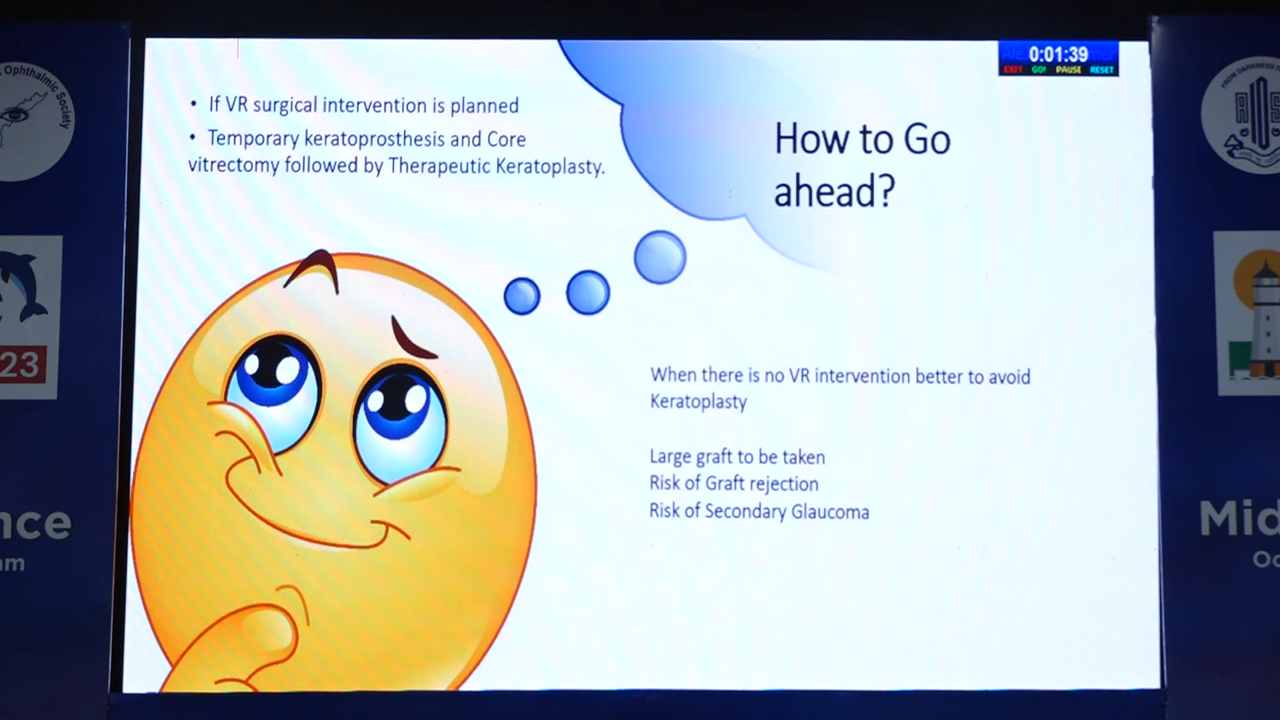 Ophthalmic Society
0:01:39
EXIT GO! PAUSE RESET
• If VR surgical intervention is planned
• Temporary keratoprosthesis and Core
vitrectomy followed by Therapeutic Keratoplasty.
How to Go
ahead?
When there is no VR intervention better to avoid
Keratoplasty
Large graft to be taken
Risk of Graft rejection
Risk of Secondary Glaucoma
23
nce
am
Mid
Oc